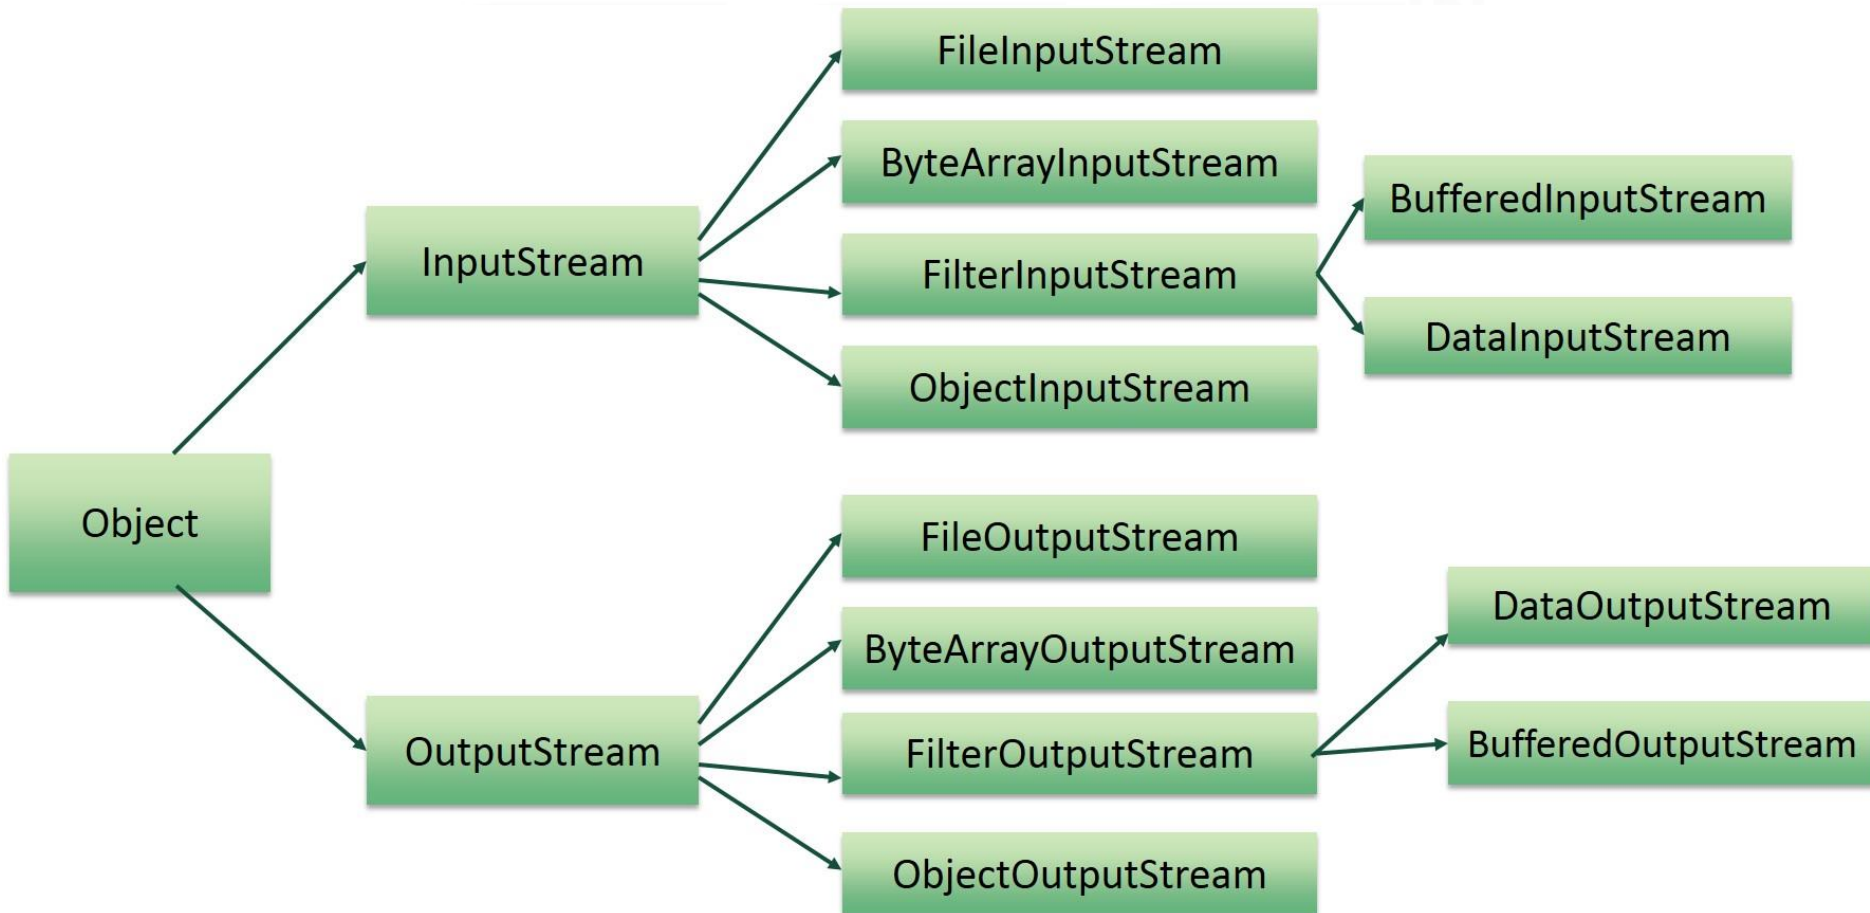 FileInputStream
ByteArrayInputStream
BufferedInputStream
InputStream
FilterInputStream
DataInputStream
ObjectInputStream
Object
FileOutputStream
DataOutputStream
ByteArrayOutputStream
OutputStream
FilterOutputStream
BufferedOutputStream
ObjectOutputStream